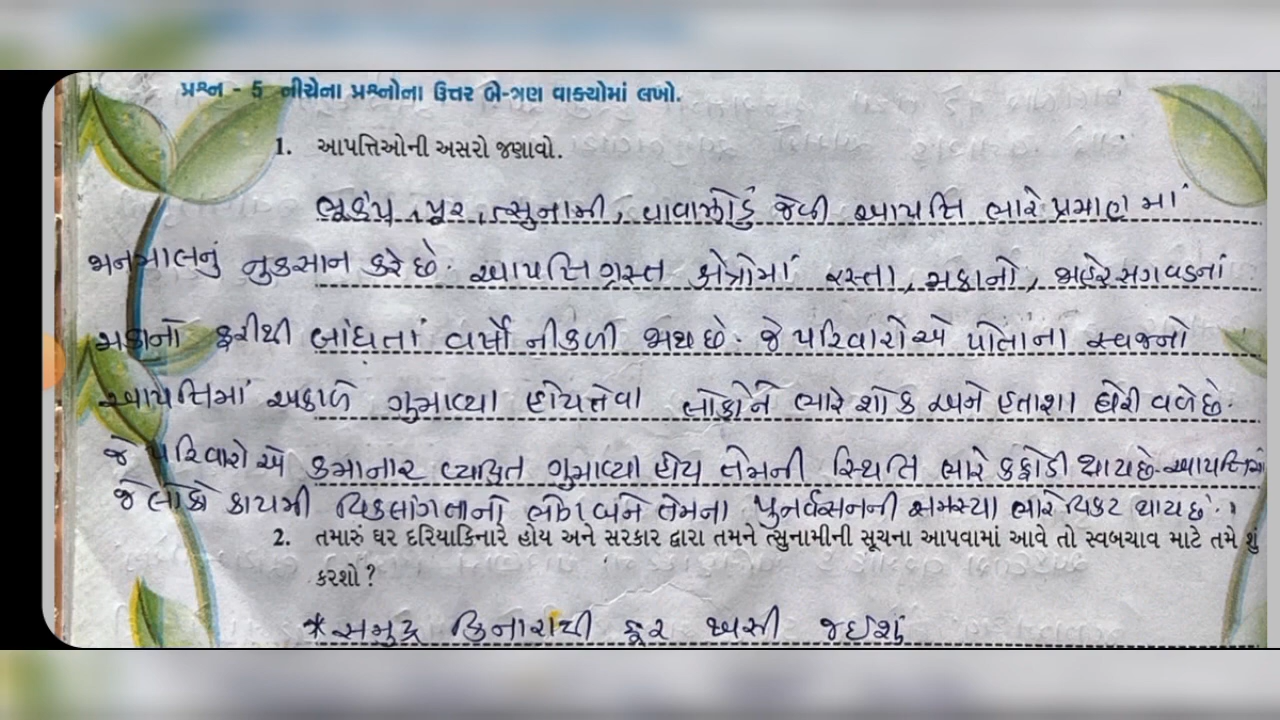 પ્રશ્ન - 5 નીચેના પ્રશ્નોના ઉત્તર બે-ત્રણ વાક્યોમાં લખો.
1. આપત્તિઓની અસરો જણાવો.
ભૂકંપ, પૂર, ત્સુનામી, વાવાઝોડું જેવી આપત્તિ ભારે પ્રમાણમાં
જાનમાલનું નુકસાન કરે છે. આપત્તિગ્રસ્ત ક્ષેત્રોમાં રસ્તા, મકાનો, જાહેરસગવડનાં
મકાનો ફરીથી બાંધતાં વર્ષો નીકળી જાય છે. જે પરિવારોએ પોતાના સ્વજનો
આપત્તિમાં અકાળે ગુમાવ્યા હોય તેવા લોકોને ભારે શોક અને હતાશા ઘેરી વળે છે.
જે પરિવારોએ કમાનાર વ્યક્તિ ગુમાવ્યા હોય તેમની સ્થિતિ ભારે કફોડી થાય છે. આપત્તિમાં
જે લોકો કાયમી વિકલાંગતાનો ભોગ બને તેમના પુનર્વસનની સમસ્યા ભારે વિકટ થાય છે.
2. તમારું ઘર દરિયાકિનારે હોય અને સરકાર દ્વારા તમને ત્સુનામીની સૂચના આપવામાં આવે તો સ્વબચાવ માટે તમે શું
કરશો ?
* સમુદ્ર કિનારાથી દૂર ખસી જઈશું